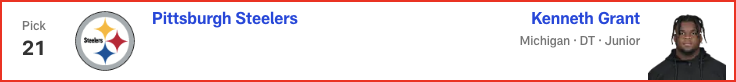 Pick
21
Steelers
Pittsburgh Steelers
Kenneth Grant
Michigan · DT · Junior